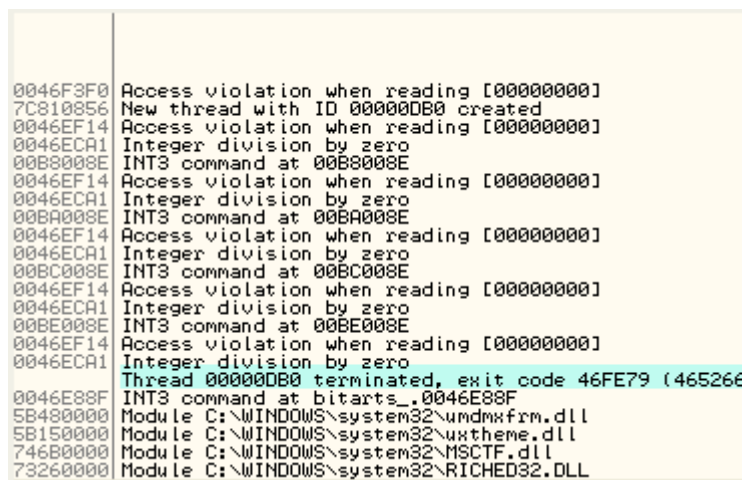 0046F3F0 Access violation when reading [00000000]
7C810856 New thread with ID 00000DB0 created
0046EF14 Access violation when reading [00000000]
0046ECA1 Integer division by zero
00B8008E INT3 command at 00B8008E
0046EF14 Access violation when reading [00000000]
0046ECA1 Integer division by zero
00BA008E INT3 command at 00BA008E
0046EF14 Access violation when reading [00000000]
0046ECA1 Integer division by zero
00BC008E INT3 command at 00BC008E
0046EF14 Access violation when reading [00000000]
0046ECA1 Integer division by zero
00BE008E INT3 command at 00BE008E
0046EF14 Access violation when reading [00000000]
0046ECA1 Integer division by zero
Thread 00000DB0 terminated, exit code 46FE79 (465266
0046E88F INT3 command at bitarts_.0046E88F
5B480000 Module C:\WINDOWS\system32\umdmxfrm.dll
5B150000 Module C:\WINDOWS\system32\uxtheme.dll
746B0000 Module C:\WINDOWS\system32\MSCTF.dll
73260000 Module C:\WINDOWS\system32\RICHED32.DLL